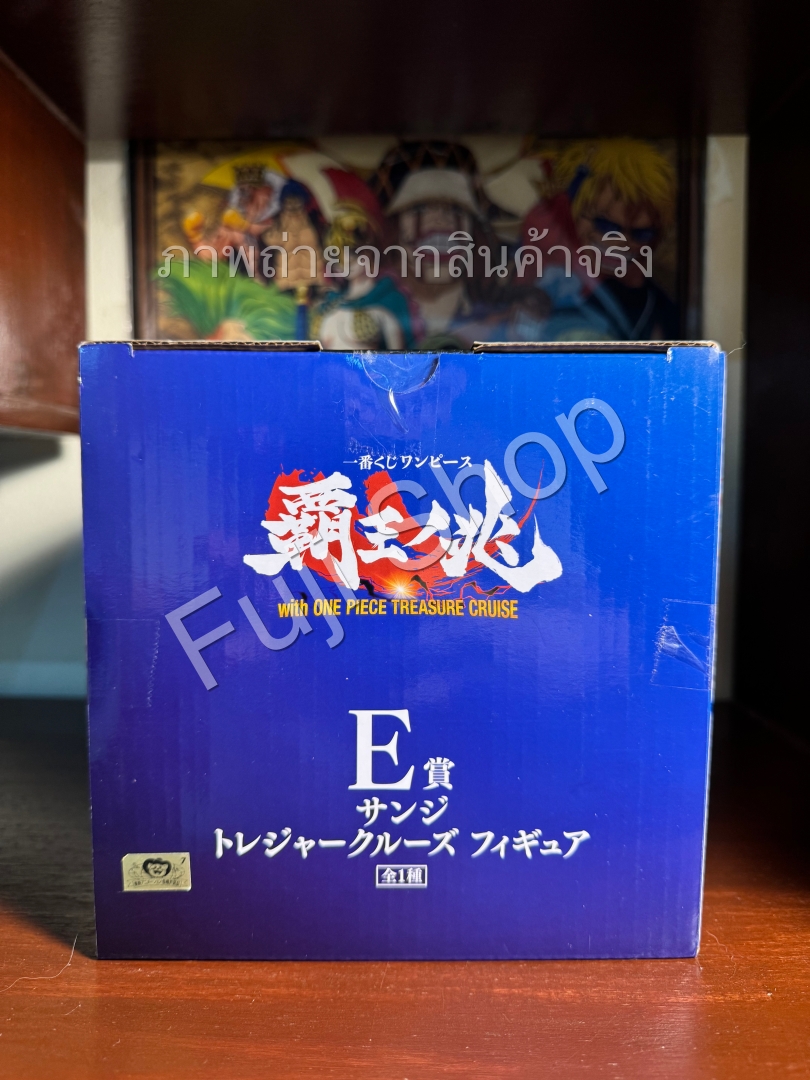 ภาพถ่ายจากสินค้าจริง
一番くじ ワンピース
覇王ノ兆
with ONE PIECE TREASURE CRUISE
Fuji Shop
E賞
サンジ
トレジャークルーズ フィギュア
全1種